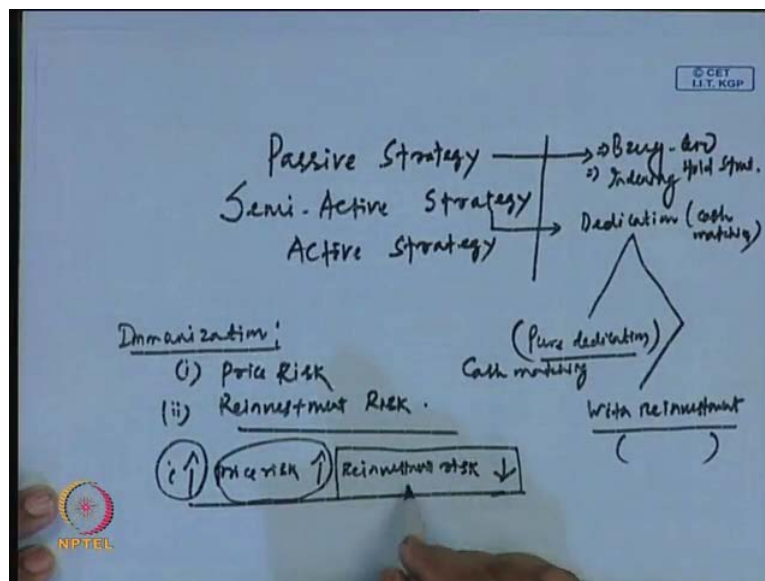 © CET
I.I.T. KGP
Passive Strategy ⇒ Buy-and Hold Strat.
⇒ Indexing
Semi-Active Strategy
Dedication (cash matching)
Active Strategy
Immunization:
(Pure dedication)
Cash matching
(i) Price Risk
(ii) Reinvestment Risk.
With reinvestment
( )
i ↑ price risk ↑ Reinvestment risk ↓
NPTEL